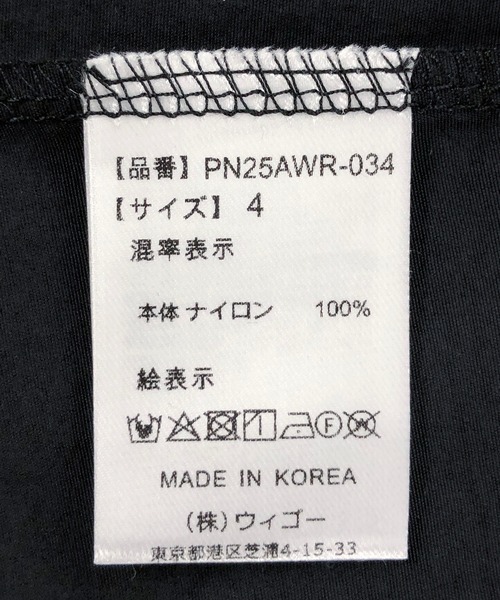 【品番】 PN25AWR-034
【サイズ】 4
混率表示
本体 ナイロン 100%
絵表示
F W
MADE IN KOREA
(株)ウィゴー
東京都港区芝浦4-15-33